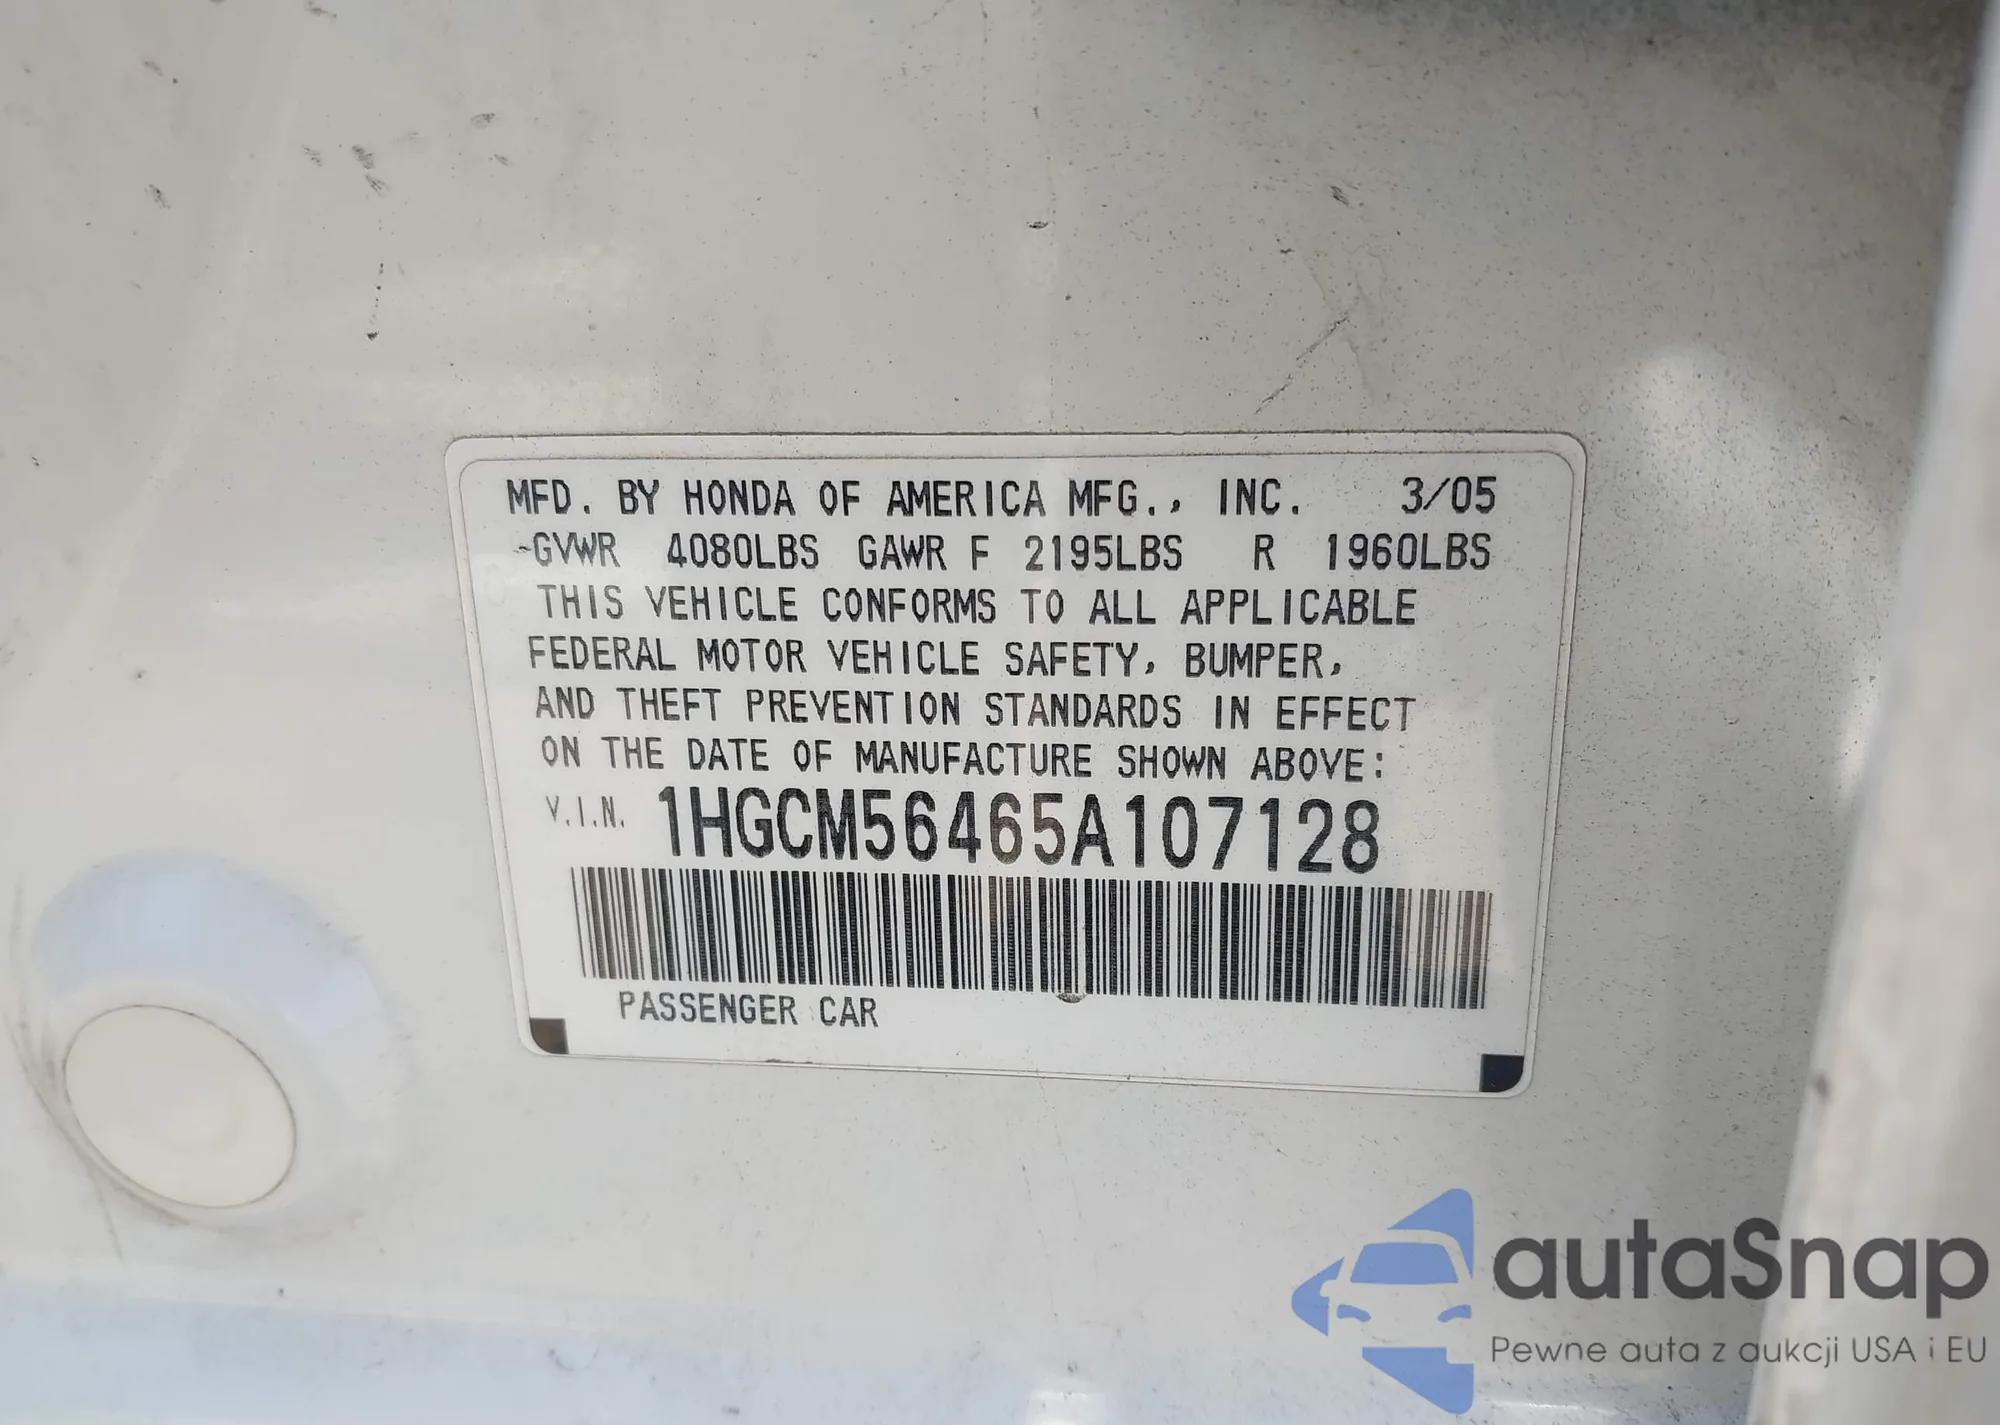 MFD. BY HONDA OF AMERICA MFG., INC. 3/05
GVWR 4080LBS GAWR F 2195LBS R 1960LBS
THIS VEHICLE CONFORMS TO ALL APPLICABLE
FEDERAL MOTOR VEHICLE SAFETY, BUMPER,
AND THEFT PREVENTION STANDARDS IN EFFECT
ON THE DATE OF MANUFACTURE SHOWN ABOVE:
V.I.N. 1HGCM56465A107128
PASSENGER CAR
autaSnap
Pewne auta z aukcji USA i EU